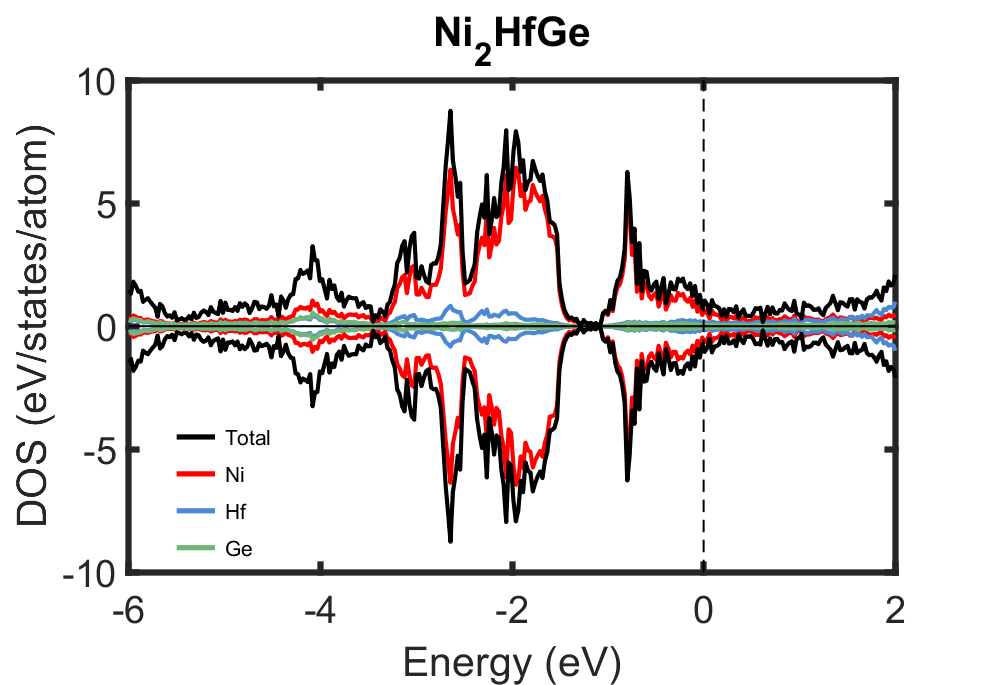 Ni₂HfGe
10
5
0
-5
-10
DOS (eV/states/atom)
Total
Ni
Hf
Ge
-6 -4 -2 0 2
Energy (eV)